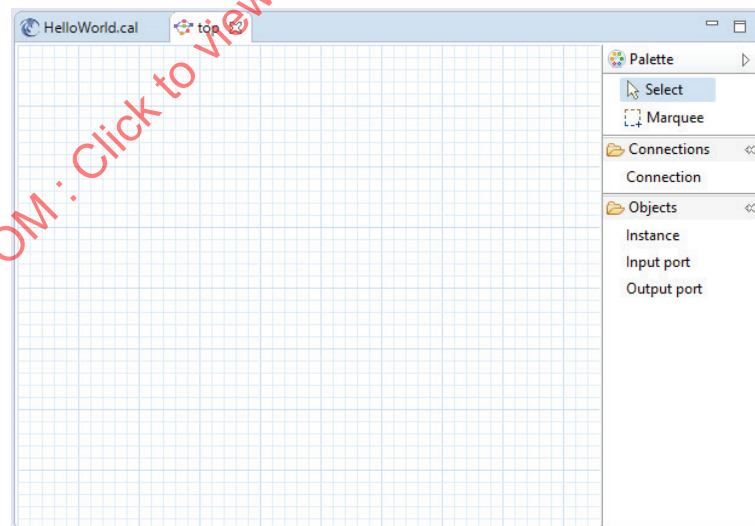 HelloWorld.cal
top
OM : Click to view
Palette
Select
Marquee
Connections
Connection
Objects
Instance
Input port
Output port